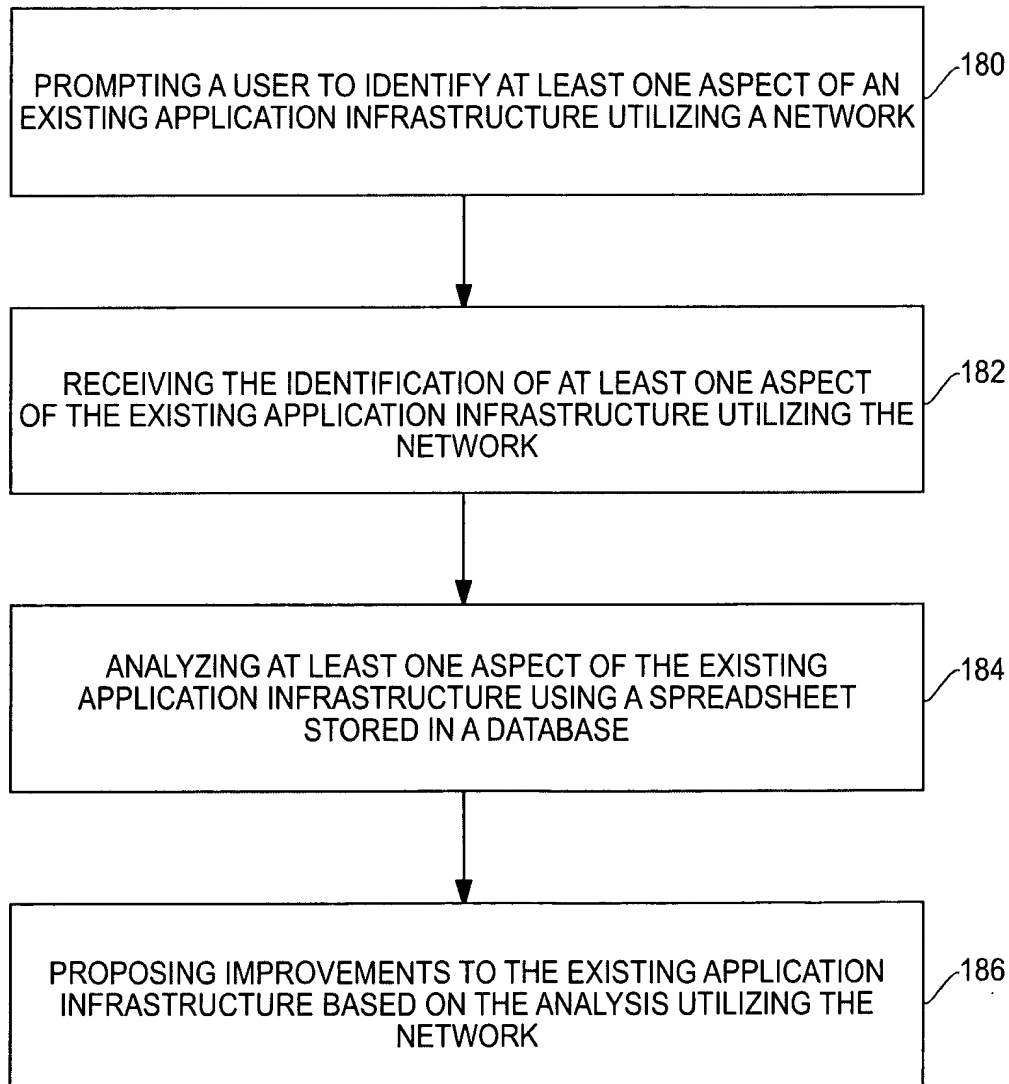 PROMPTING A USER TO IDENTIFY AT LEAST ONE ASPECT OF AN
EXISTING APPLICATION INFRASTRUCTURE UTILIZING A NETWORK
180
RECEIVING THE IDENTIFICATION OF AT LEAST ONE ASPECT
OF THE EXISTING APPLICATION INFRASTRUCTURE UTILIZING THE
NETWORK
182
ANALYZING AT LEAST ONE ASPECT OF THE EXISTING
APPLICATION INFRASTRUCTURE USING A SPREADSHEET
STORED IN A DATABASE
184
PROPOSING IMPROVEMENTS TO THE EXISTING APPLICATION
INFRASTRUCTURE BASED ON THE ANALYSIS UTILIZING THE
NETWORK
186